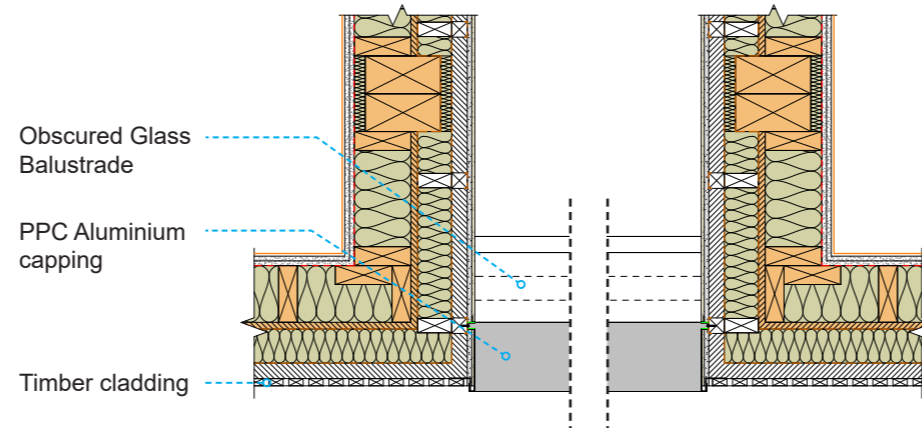 Obscured Glass
Balustrade
PPC Aluminium
capping
Timber cladding